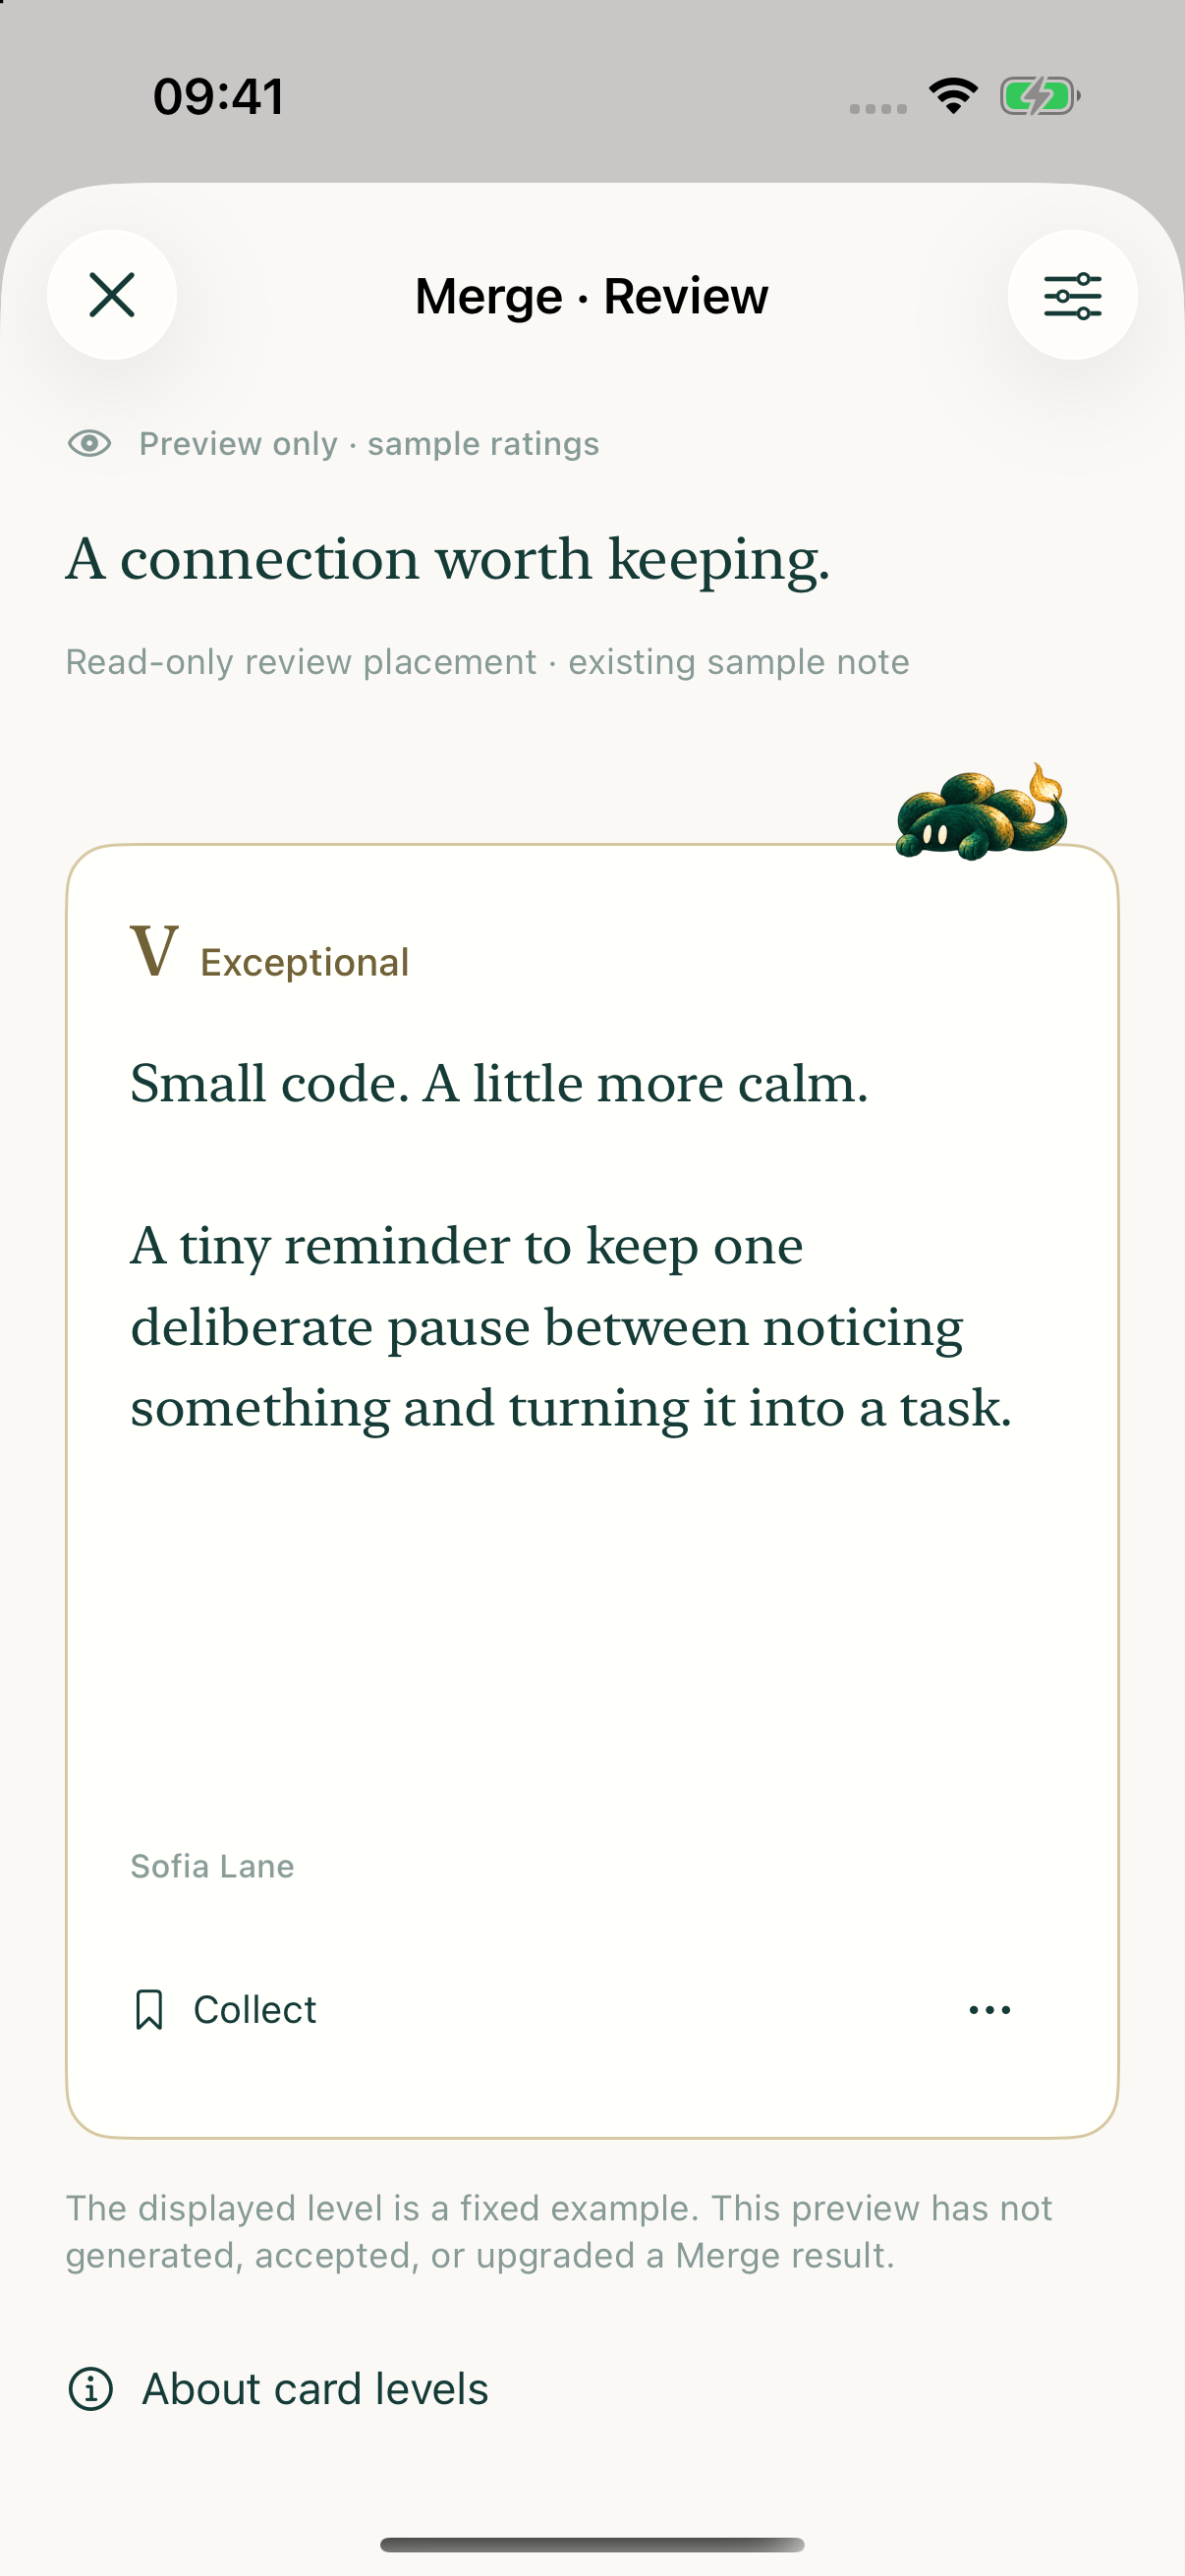 09:41
Merge · Review
Preview only · sample ratings
A connection worth keeping.
Read-only review placement · existing sample note
V Exceptional
Small code. A little more calm.
A tiny reminder to keep one
deliberate pause between noticing
something and turning it into a task.
Sofia Lane
Collect
The displayed level is a fixed example. This preview has not
generated, accepted, or upgraded a Merge result.
About card levels